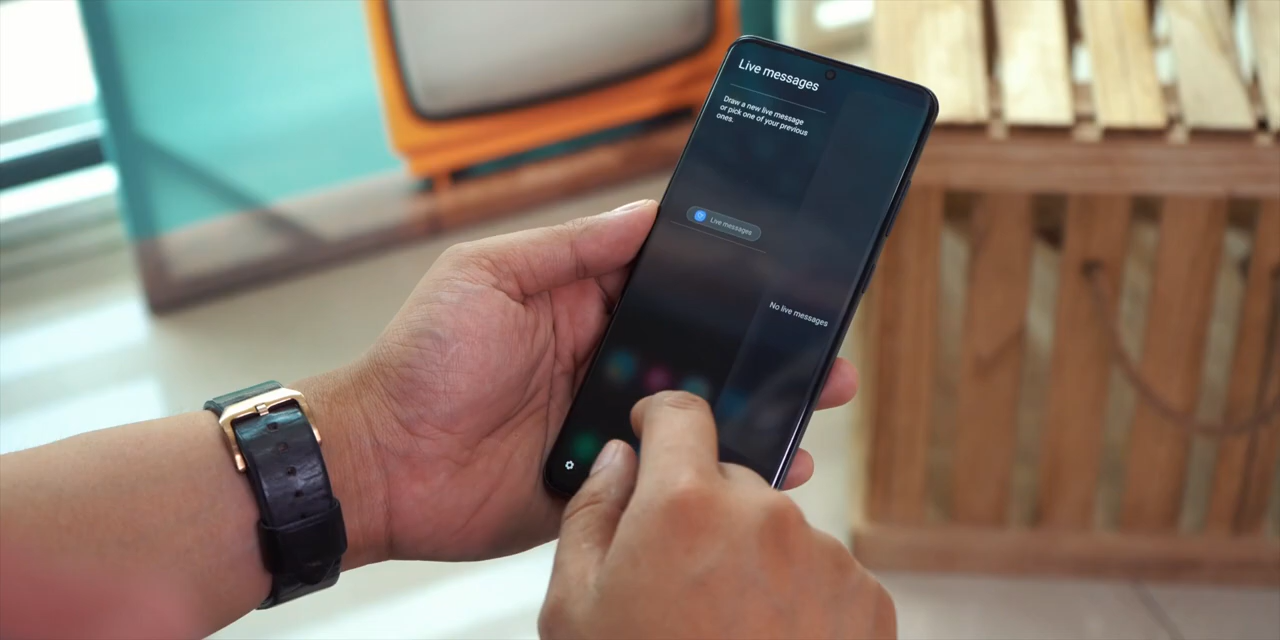 Live messages
Draw a new live message
or pick one of your previous
ones.
Live messages
No live messages